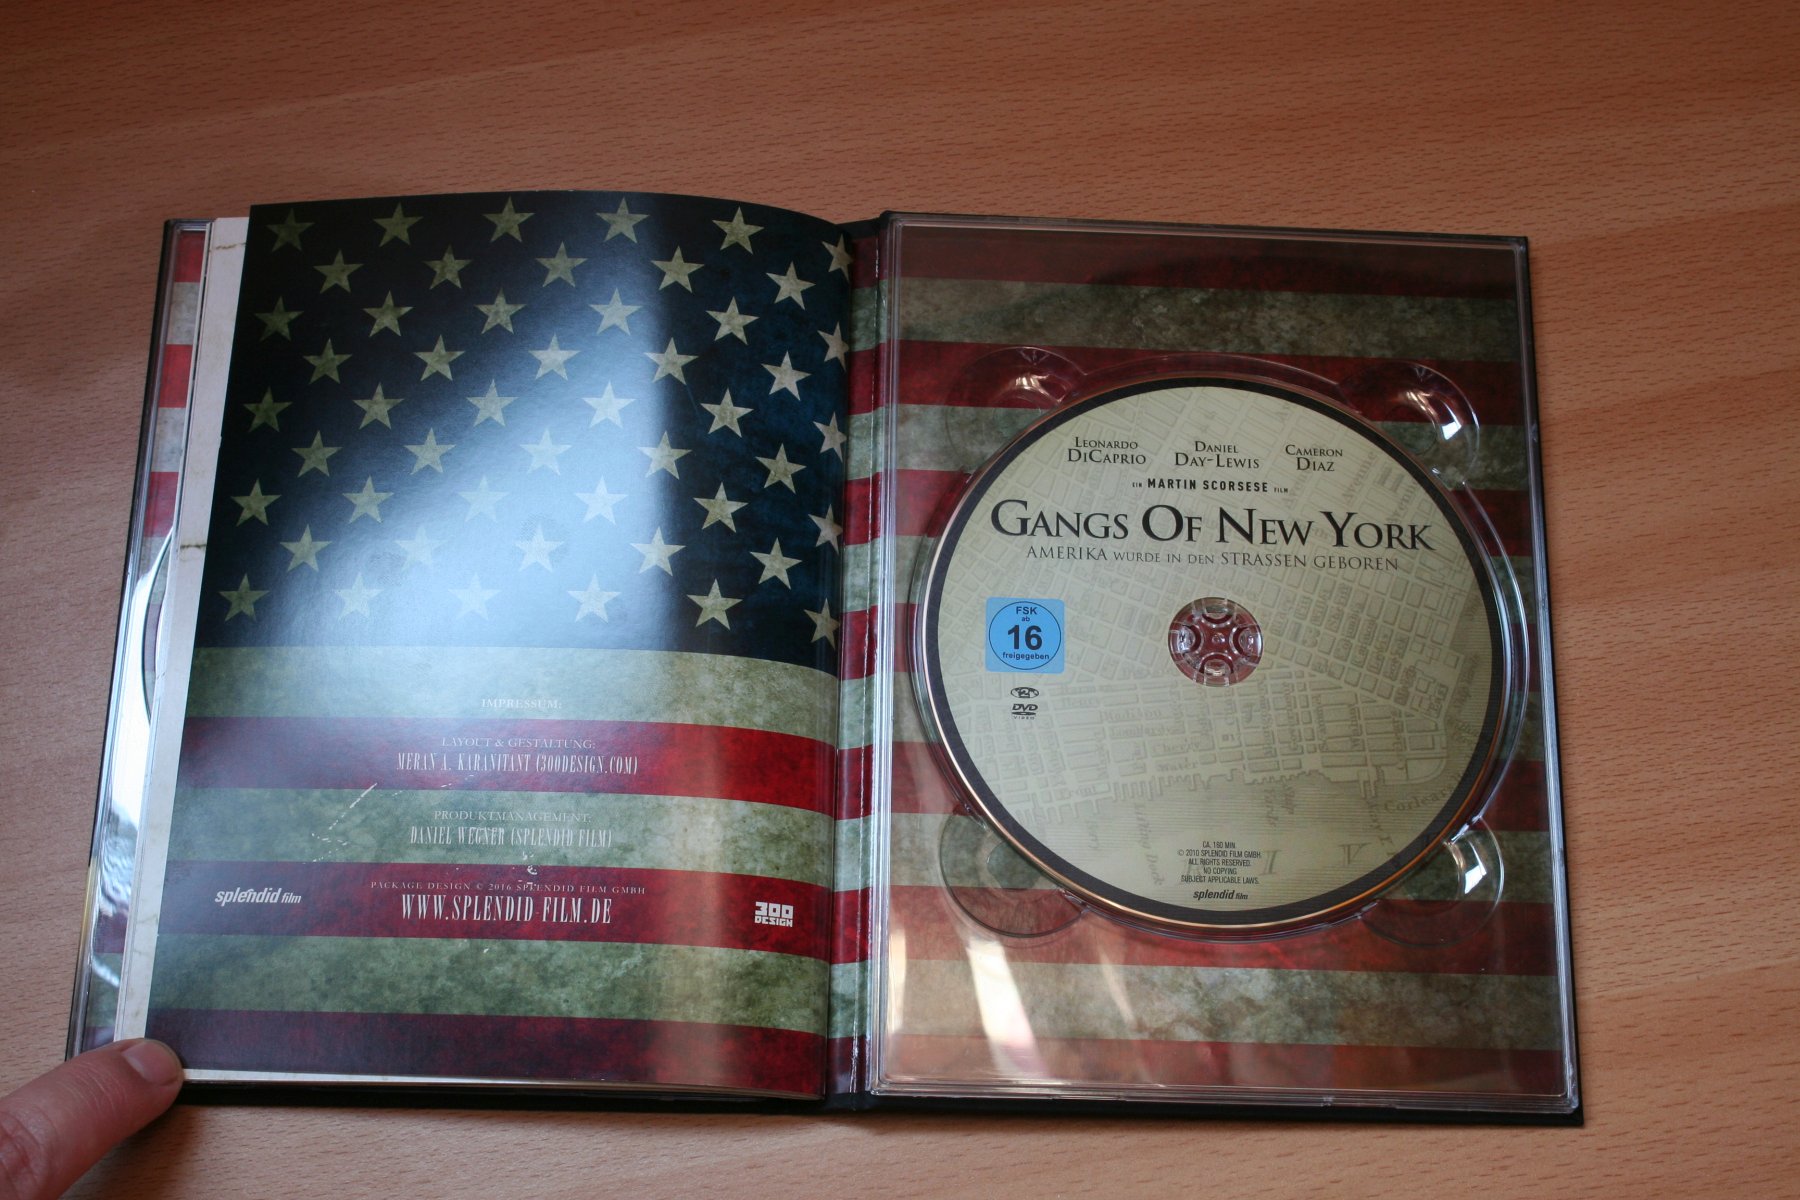 IMPRESSUM:
LAYOUT & GESTALTUNG:
MERAN A. KARANITANT (300DESIGN.COM)
PRODUKTMANAGEMENT:
DANIEL WEGNER (SPLENDID FILM)
PACKAGE DESIGN © 2016 SPLENDID FILM GMBH
WWW.SPLENDID-FILM.DE
splendid film
300
DESIGN
LEONARDO DICAPRIO
DANIEL DAY-LEWIS
CAMERON DIAZ
EIN MARTIN SCORSESE FILM
GANGS OF NEW YORK
AMERIKA WURDE IN DEN STRASSEN GEBOREN
FSK
ab
16
freigegeben
2
DVD
VIDEO
CA. 160 MIN.
© 2010 SPLENDID FILM GMBH.
ALL RIGHTS RESERVED.
NO COPYING
SUBJECT APPLICABLE LAWS.
splendid film